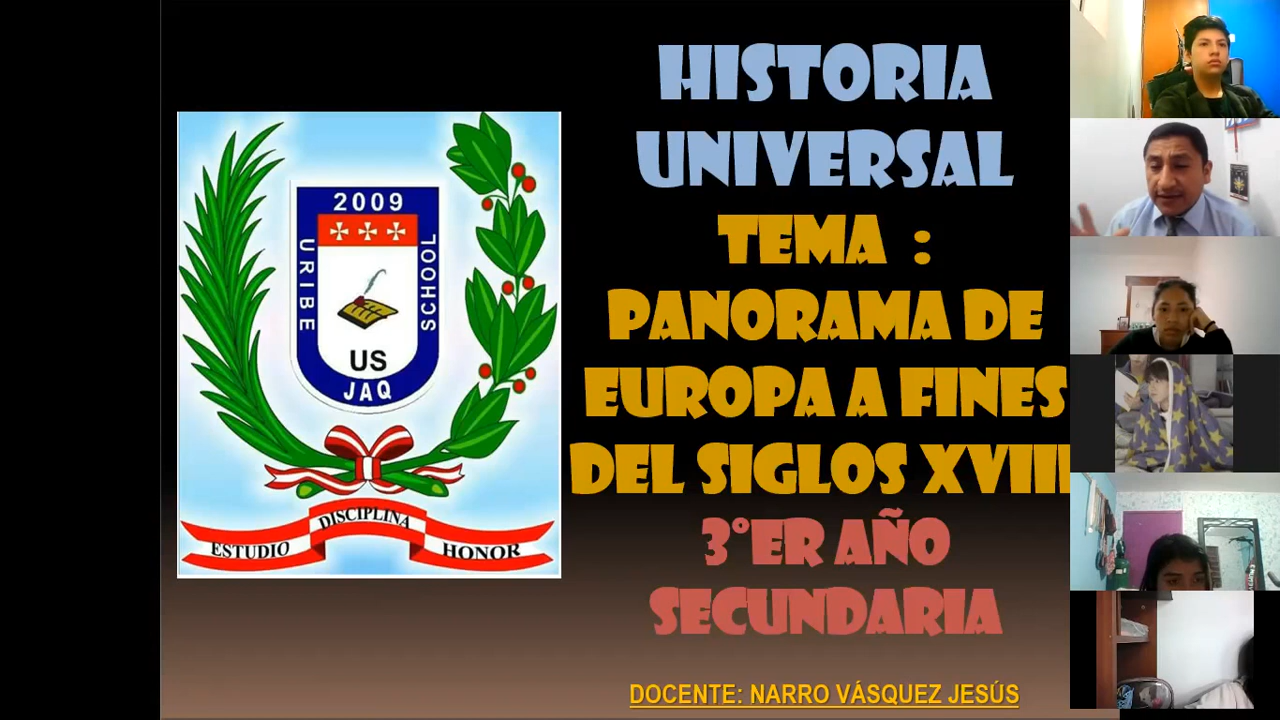 2009
URIBE
SCHOOL
US
JAQ
ESTUDIO
DISCIPLINA
HONOR
HISTORIA
UNIVERSAL
TEMA :
PANORAMA DE
EUROPA A FINES
DEL SIGLOS XVIII
3°ER AÑO
SECUNDARIA
DOCENTE: NARRO VÁSQUEZ JESÚS